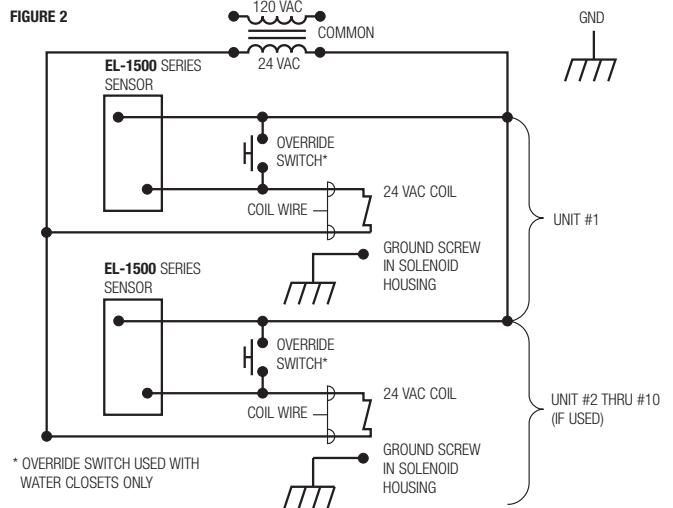 FIGURE 2
120 VAC
COMMON
24 VAC
GND
EL-1500 SERIES
SENSOR
OVERRIDE
SWITCH*
COIL WIRE
24 VAC COIL
UNIT #1
GROUND SCREW
IN SOLENOID
HOUSING
EL-1500 SERIES
SENSOR
OVERRIDE
SWITCH*
COIL WIRE
24 VAC COIL
UNIT #2 THRU #10
(IF USED)
GROUND SCREW
IN SOLENOID
HOUSING
* OVERRIDE SWITCH USED WITH
WATER CLOSETS ONLY